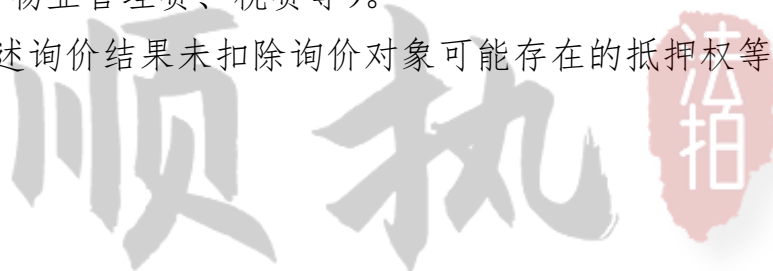 物业管理费、税费等)。
述询价结果未扣除询价对象可能存在的抵押权等
顺执
法拍